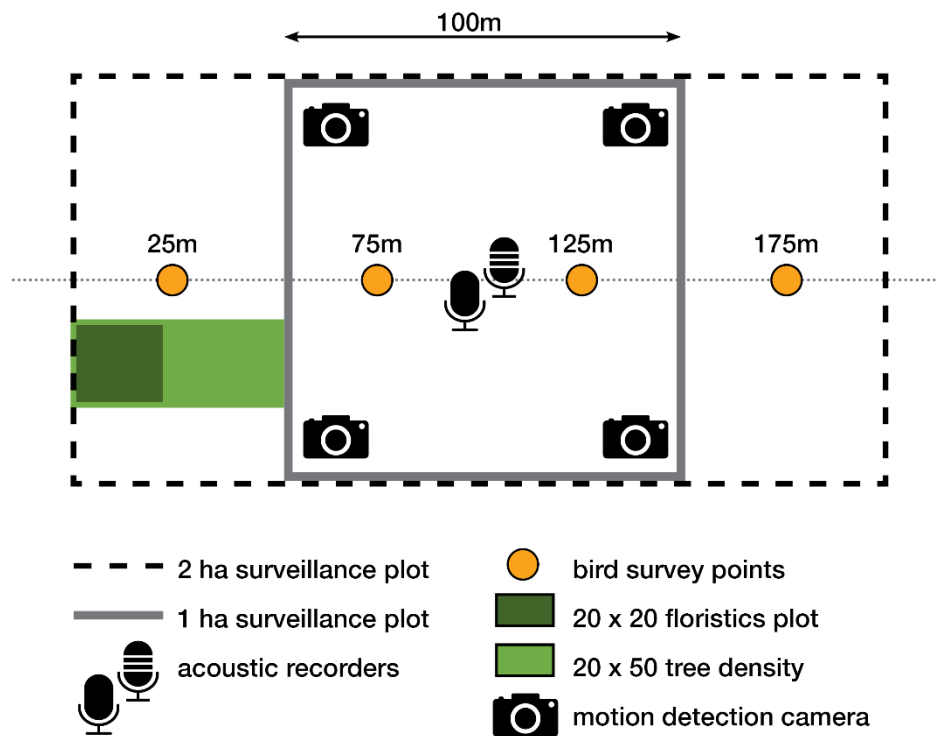 100m
25m
75m
125m
175m
2 ha surveillance plot
1 ha surveillance plot
acoustic recorders
bird survey points
20 x 20 floristics plot
20 x 50 tree density
motion detection camera